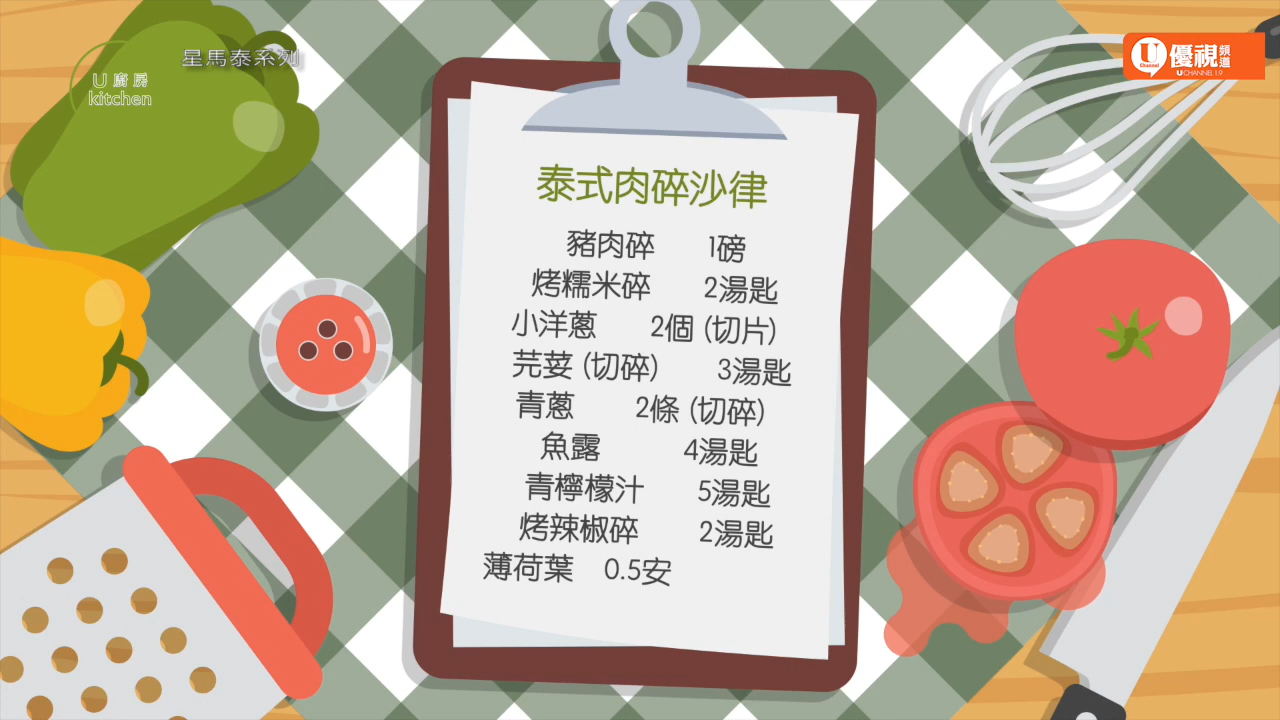 星馬泰系列
U 廚房
kitchen
U Channel 優視頻道
U CHANNEL 1.9
泰式肉碎沙律
豬肉碎 1磅
烤糯米碎 2湯匙
小洋蔥 2個 (切片)
芫荽 (切碎) 3湯匙
青蔥 2條 (切碎)
魚露 4湯匙
青檸檬汁 5湯匙
烤辣椒碎 2湯匙
薄荷葉 0.5安